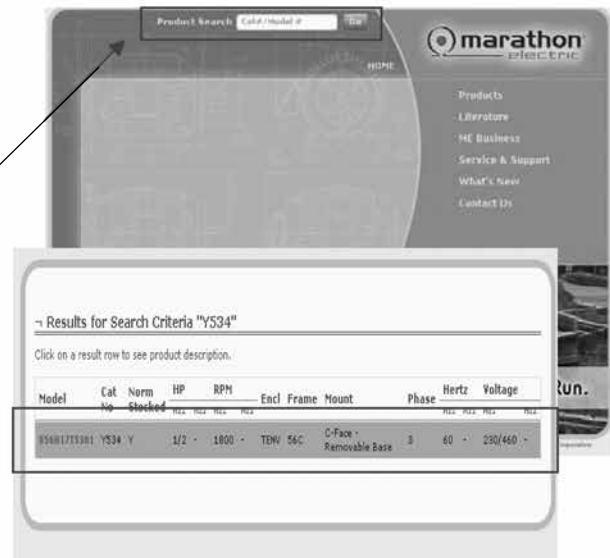 Product Search Cat# / Model # Go
marathon
electric
HOME
Products
Literature
ME Business
Service & Support
What's New
Contact Us
Run.
¬ Results for Search Criteria "Y534"
Click on a result row to see product description.
Model Cat No Norm Stocked HP RPM Encl Frame Mount Phase Hertz Voltage
Y534 Y 1/2 - 1800 - TENV 56C C-Face - Removable Base 3 60 - 230/460 -